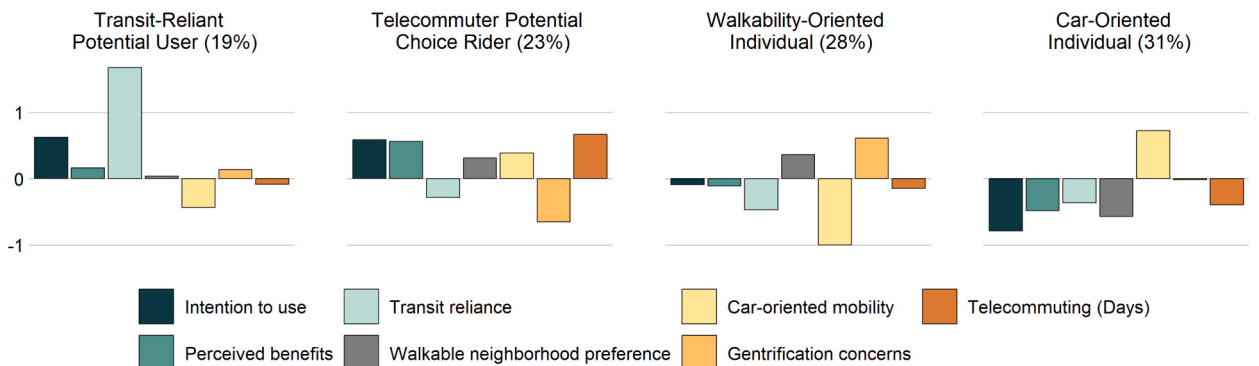 Transit-Reliant
Potential User (19%)
Telecommuter Potential
Choice Rider (23%)
Walkability-Oriented
Individual (28%)
Car-Oriented
Individual (31%)
1
0
-1
Intention to use
Transit reliance
Car-oriented mobility
Telecommuting (Days)
Perceived benefits
Walkable neighborhood preference
Gentrification concerns